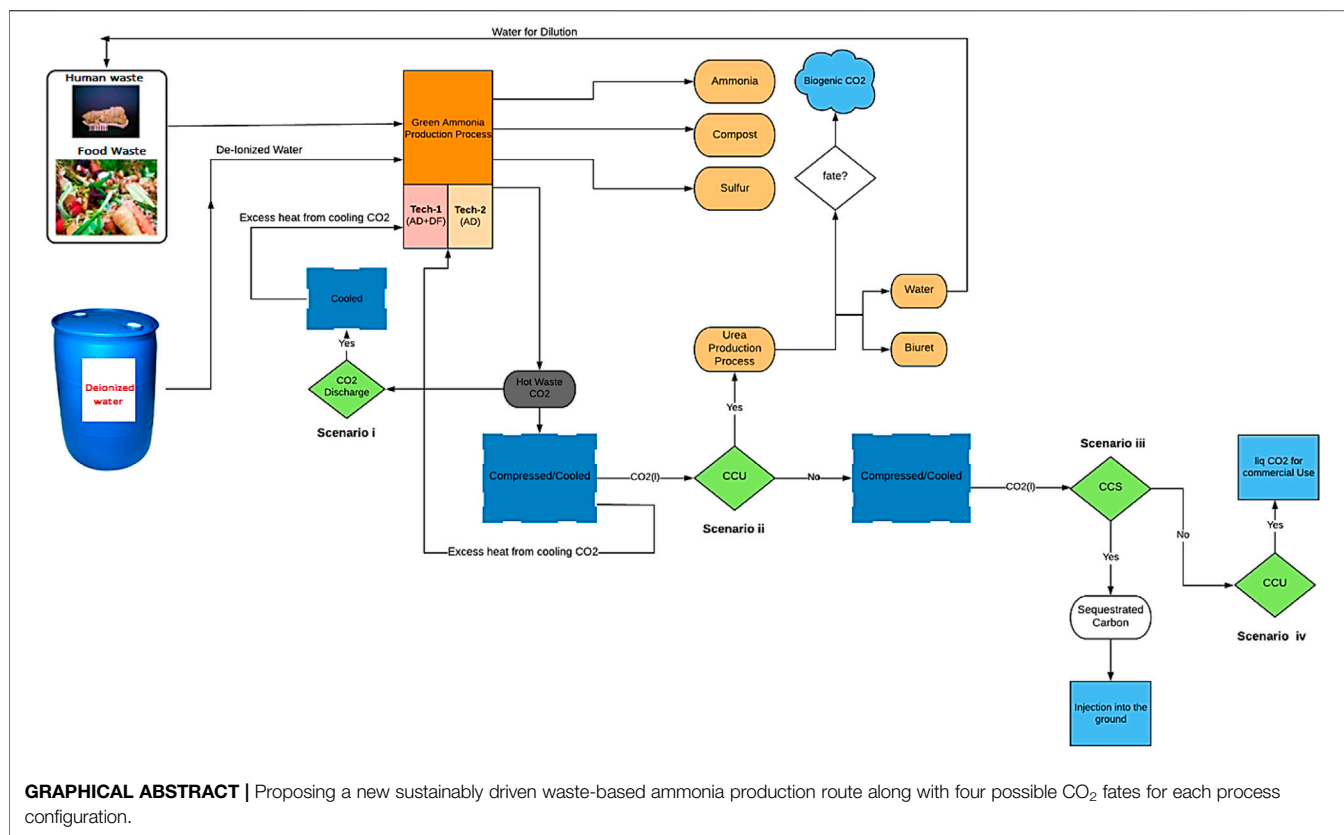 Water for Dilution
Human waste
Food Waste
De-Ionized Water
Green Ammonia
Production Process
Tech-1
(AD+DF)
Tech-2
(AD)
Ammonia
Compost
Sulfur
Biogenic CO2
fate?
Excess heat from cooling CO2
Cooled
Yes
CO2
Discharge
Scenario i
Hot Waste
CO2
Deionized
water
Urea
Production
Process
Water
Biuret
Yes
Compressed/Cooled
CO2(l)
CCU
Scenario ii
No
Compressed/Cooled
CO2(l)
Scenario iii
CCS
liq CO2 for
commercial Use
Yes
No
CCU
Scenario iv
Yes
Sequestrated
Carbon
Injection into the
ground
Excess heat from cooling CO2
GRAPHICAL ABSTRACT | Proposing a new sustainably driven waste-based ammonia production route along with four possible CO₂ fates for each process
configuration.